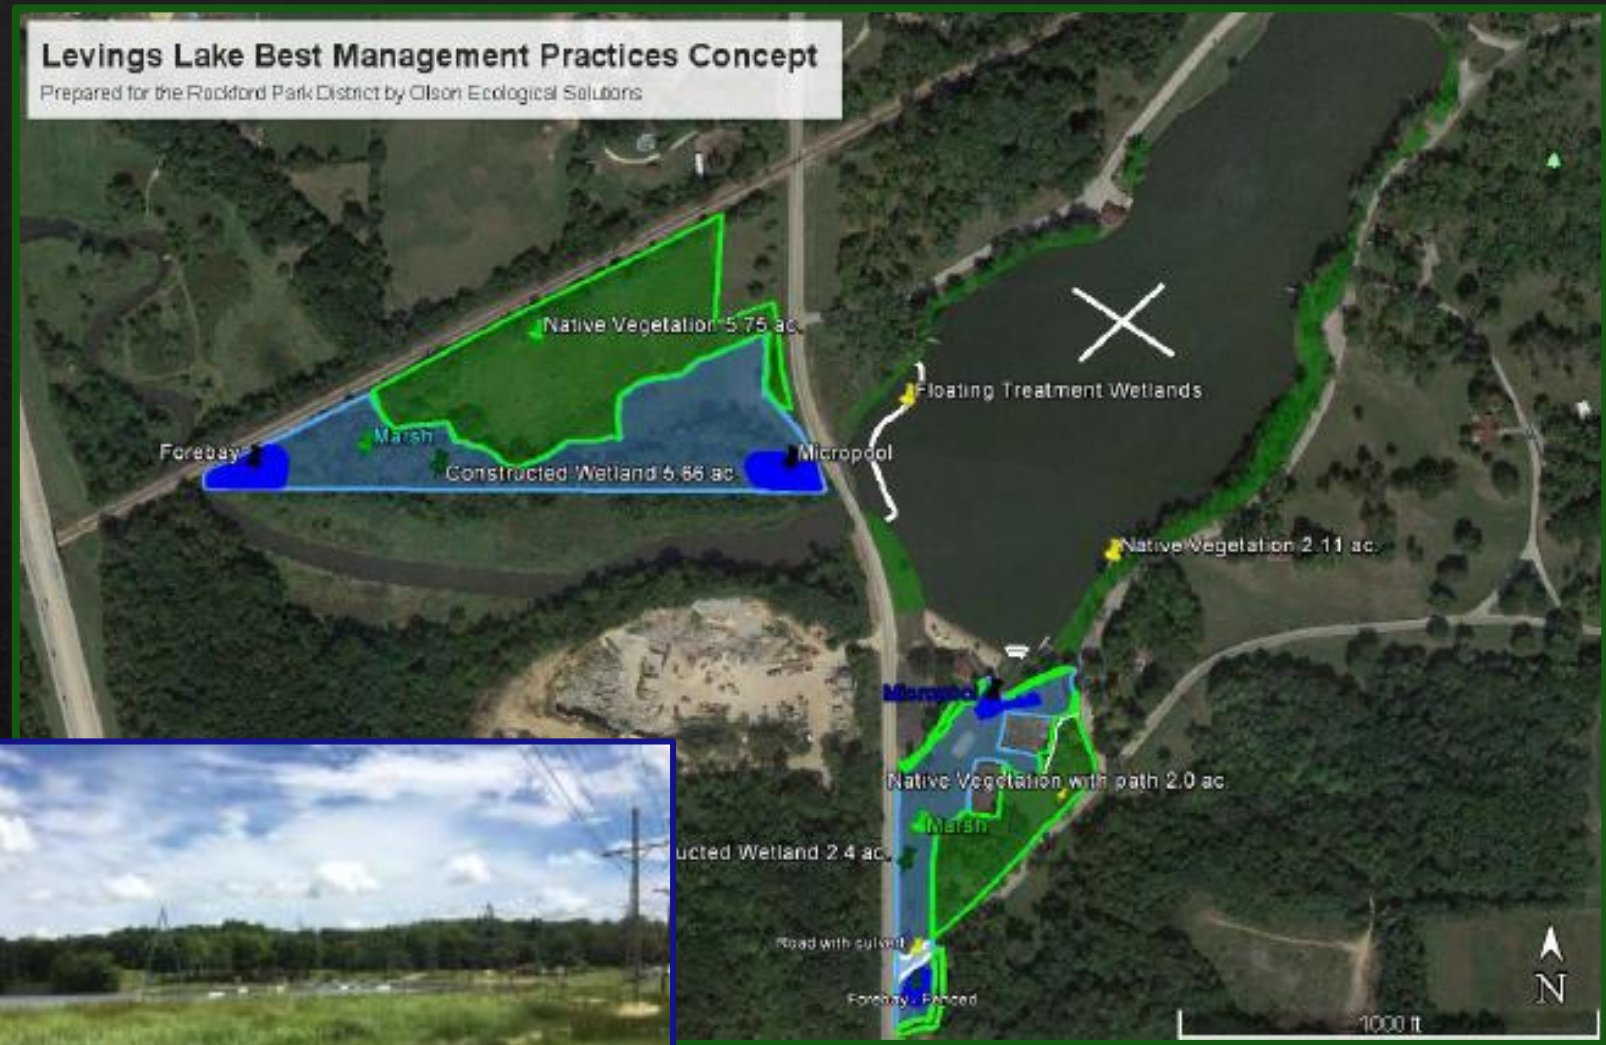 Levings Lake Best Management Practices Concept
Prepared for the Rockford Park District by Olson Ecological Solutions
Native Vegetation 5.75 ac.
Floating Treatment Wetlands
Marsh
Forebay
Micropool
Constructed Wetland 5.66 ac.
Native Vegetation 2.11 ac.
Micropool
Native Vegetation with path 2.0 ac
Marsh
ucted Wetland 2.4 ac.
Road with culvert
Forebay - Fenced
N
1000 ft